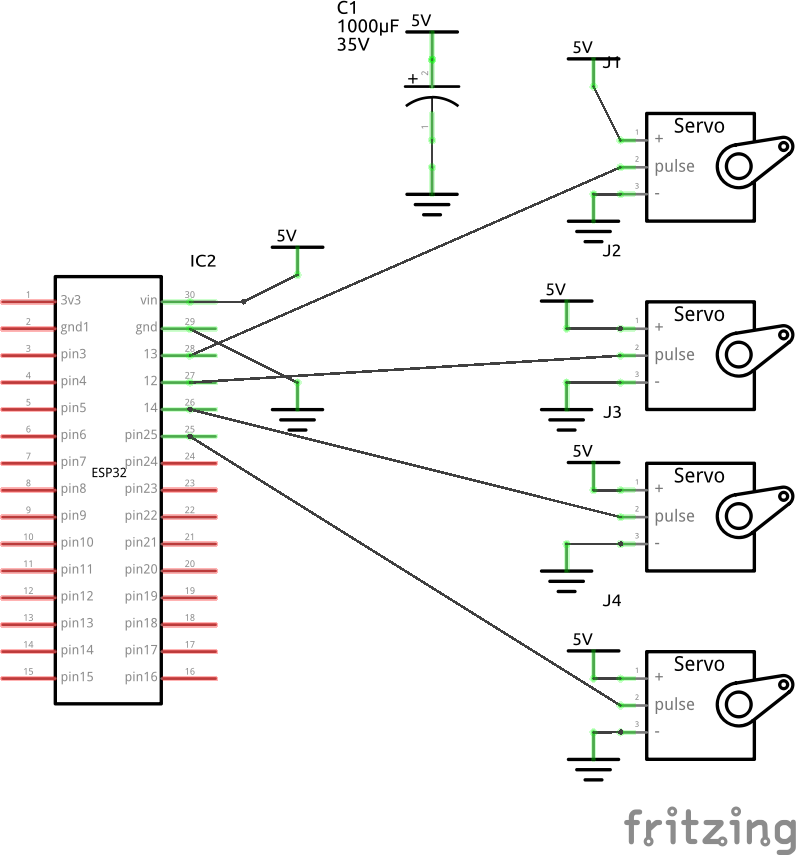 C1
1000µF
35V
5V
+
2
1
5V
J1
Servo
1 +
2 pulse
3 -
J2
5V
Servo
1 +
2 pulse
3 -
J3
5V
Servo
1 +
2 pulse
3 -
J4
5V
Servo
1 +
2 pulse
3 -
5V
IC2
ESP32
1 3v3 vin 30
2 gnd1 gnd 29
3 pin3 13 28
4 pin4 12 27
5 pin5 14 26
6 pin6 pin25 25
7 pin7 pin24 24
8 pin8 pin23 23
9 pin9 pin22 22
10 pin10 pin21 21
11 pin11 pin20 20
12 pin12 pin19 19
13 pin13 pin18 18
14 pin14 pin17 17
15 pin15 pin16 16
fritzing